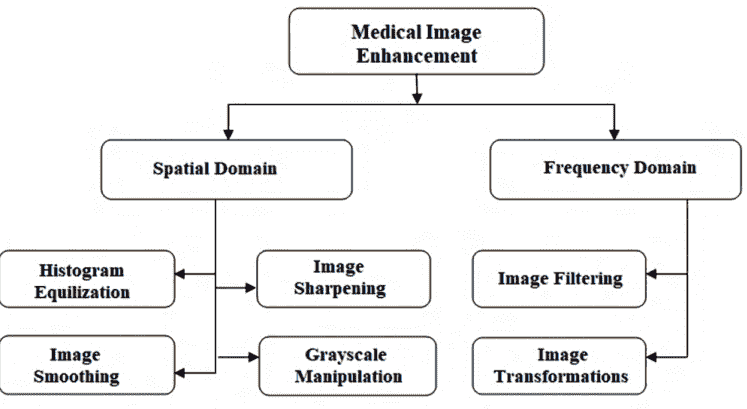 Medical Image
Enhancement
Spatial Domain
Frequency Domain
Histogram
Equilization
Image
Sharpening
Image Filtering
Image
Smoothing
Grayscale
Manipulation
Image
Transformations